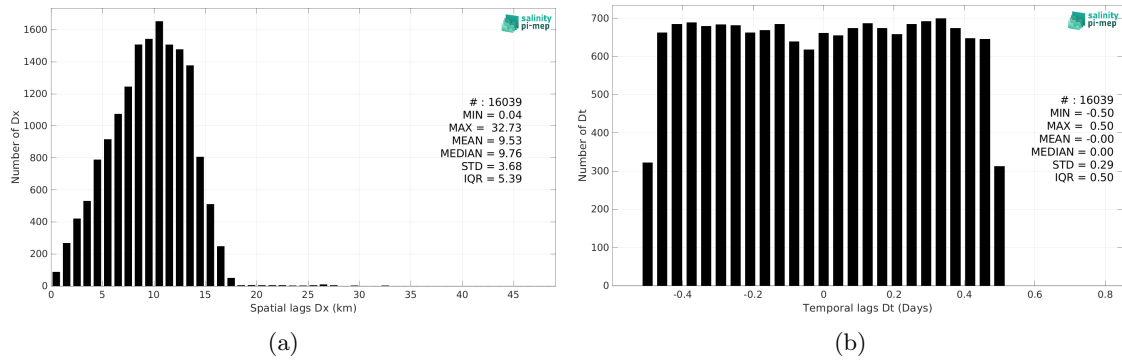 salinity
pi-mep
1600
1400
1200
1000
800
600
400
200
0
Number of Dx
# : 16039
MIN = 0.04
MAX = 32.73
MEAN = 9.53
MEDIAN = 9.76
STD = 3.68
IQR = 5.39
0 5 10 15 20 25 30 35 40 45
Spatial lags Dx (km)
(a)
salinity
pi-mep
700
600
500
400
300
200
100
0
Number of Dt
# : 16039
MIN = -0.50
MAX = 0.50
MEAN = -0.00
MEDIAN = 0.00
STD = 0.29
IQR = 0.50
-0.4 -0.2 0 0.2 0.4 0.6 0.8
Temporal lags Dt (Days)
(b)